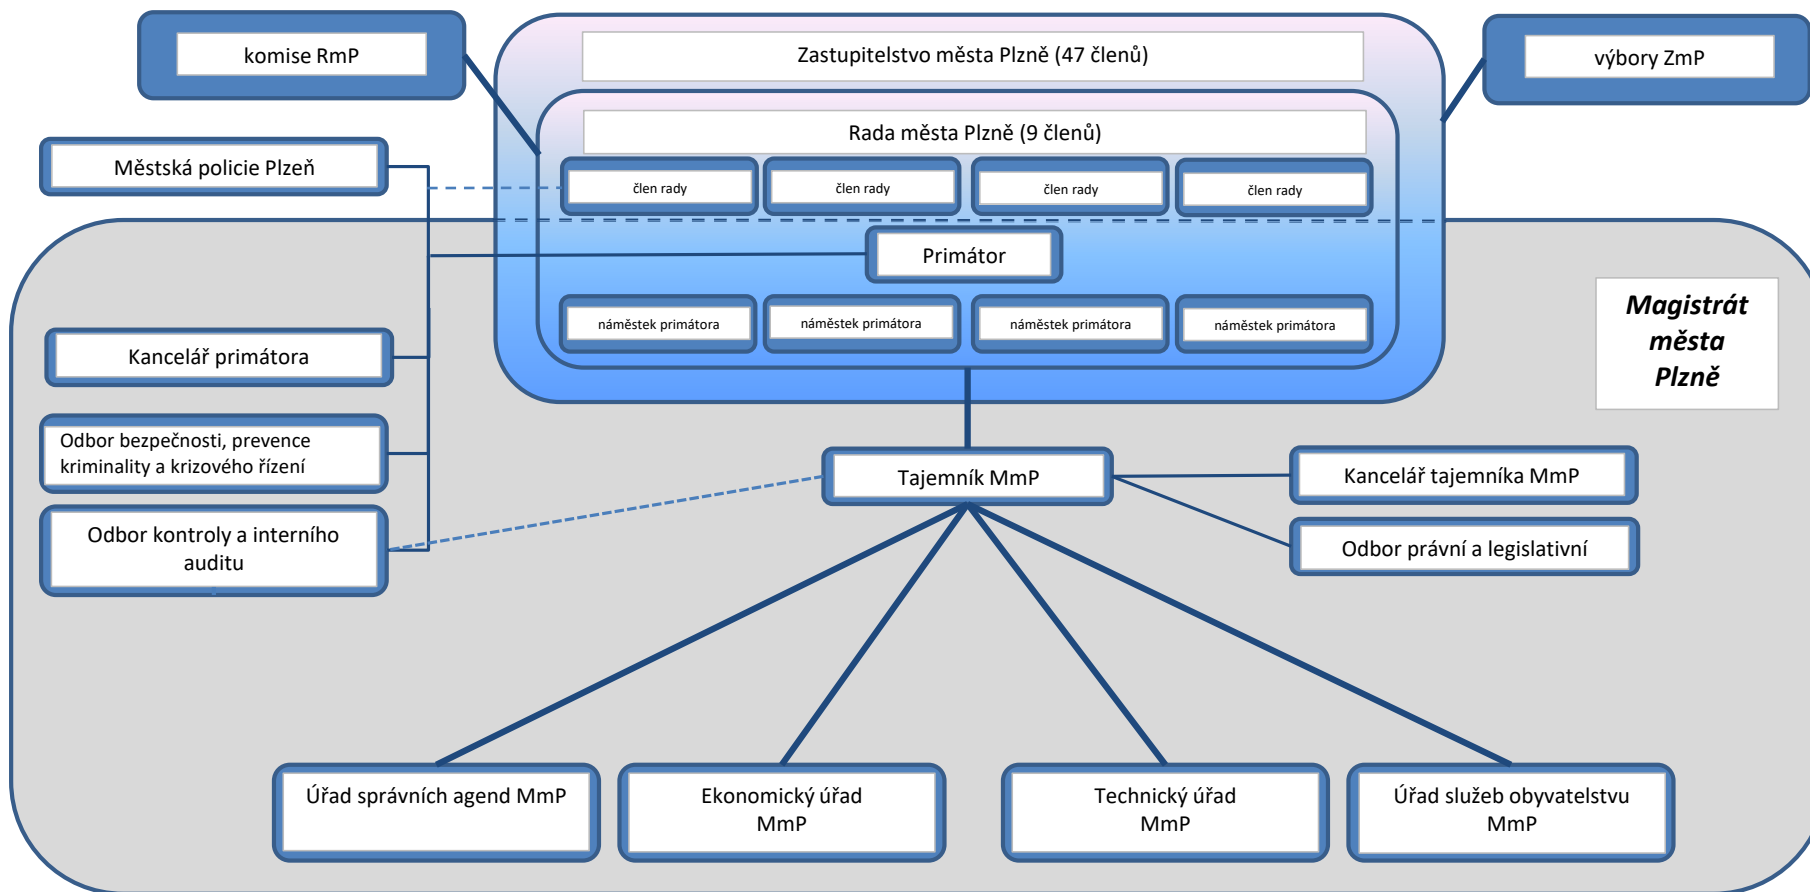 komise RmP
Zastupitelstvo města Plzně (47 členů)
výbory ZmP
Rada města Plzně (9 členů)
Městská policie Plzeň
člen rady
člen rady
člen rady
člen rady
Primátor
Magistrát
města
Plzně
náměstek primátora
náměstek primátora
náměstek primátora
náměstek primátora
Kancelář primátora
Odbor bezpečnosti, prevence
kriminality a krizového řízení
Tajemník MmP
Kancelář tajemníka MmP
Odbor kontroly a interního
auditu
Odbor právní a legislativní
Úřad správních agend MmP
Ekonomický úřad
MmP
Technický úřad
MmP
Úřad služeb obyvatelstvu
MmP